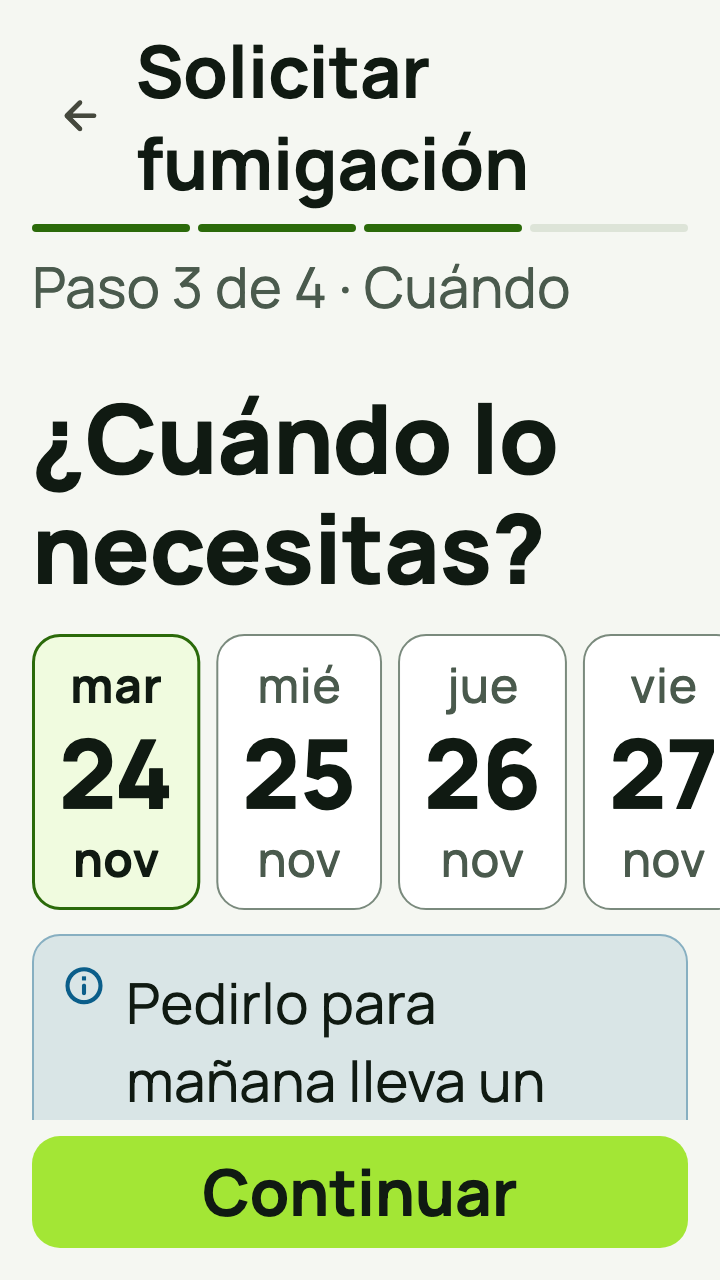 Solicitar
fumigación
Paso 3 de 4 · Cuándo
¿Cuándo lo
necesitas?
mar
24
nov
mié
25
nov
jue
26
nov
vie
27
nov
Pedirlo para
mañana lleva un
Continuar